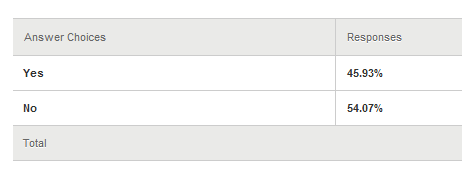 Answer Choices Responses
Yes 45.93%
No 54.07%
Total